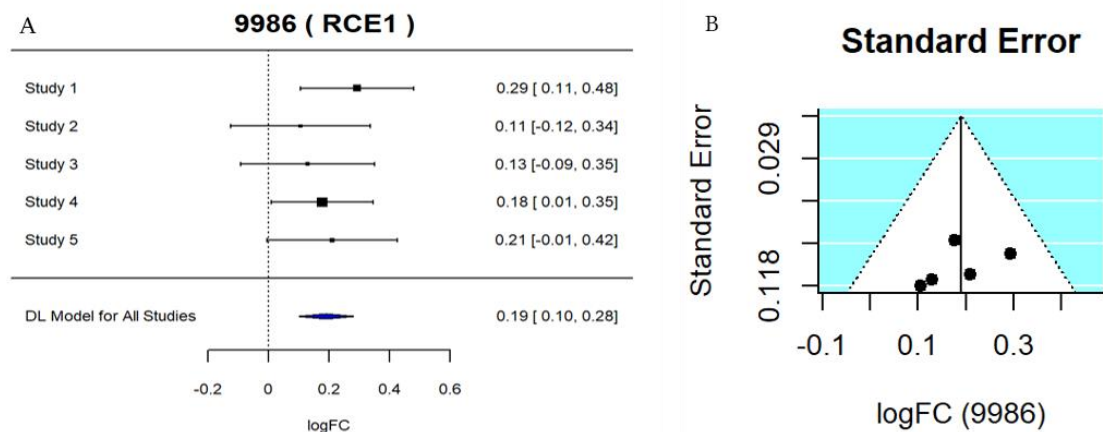 A
9986 ( RCE1 )
Study 1 0.29 [ 0.11, 0.48]
Study 2 0.11 [-0.12, 0.34]
Study 3 0.13 [-0.09, 0.35]
Study 4 0.18 [ 0.01, 0.35]
Study 5 0.21 [-0.01, 0.42]
DL Model for All Studies 0.19 [ 0.10, 0.28]
-0.2 0 0.2 0.4 0.6
logFC
B
Standard Error
Standard Error
0.029
0.118
-0.1 0.1 0.3
logFC (9986)